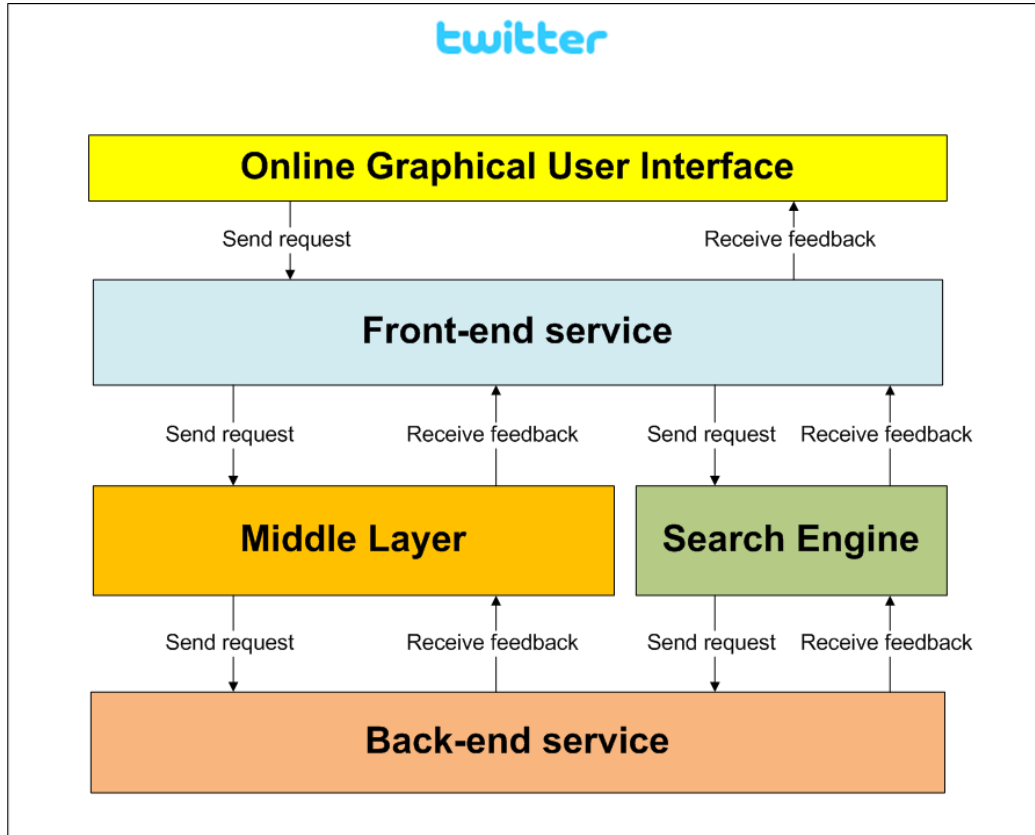 twitter
Online Graphical User Interface
Send request
Receive feedback
Front-end service
Send request
Receive feedback
Send request
Receive feedback
Middle Layer
Search Engine
Send request
Receive feedback
Send request
Receive feedback
Back-end service